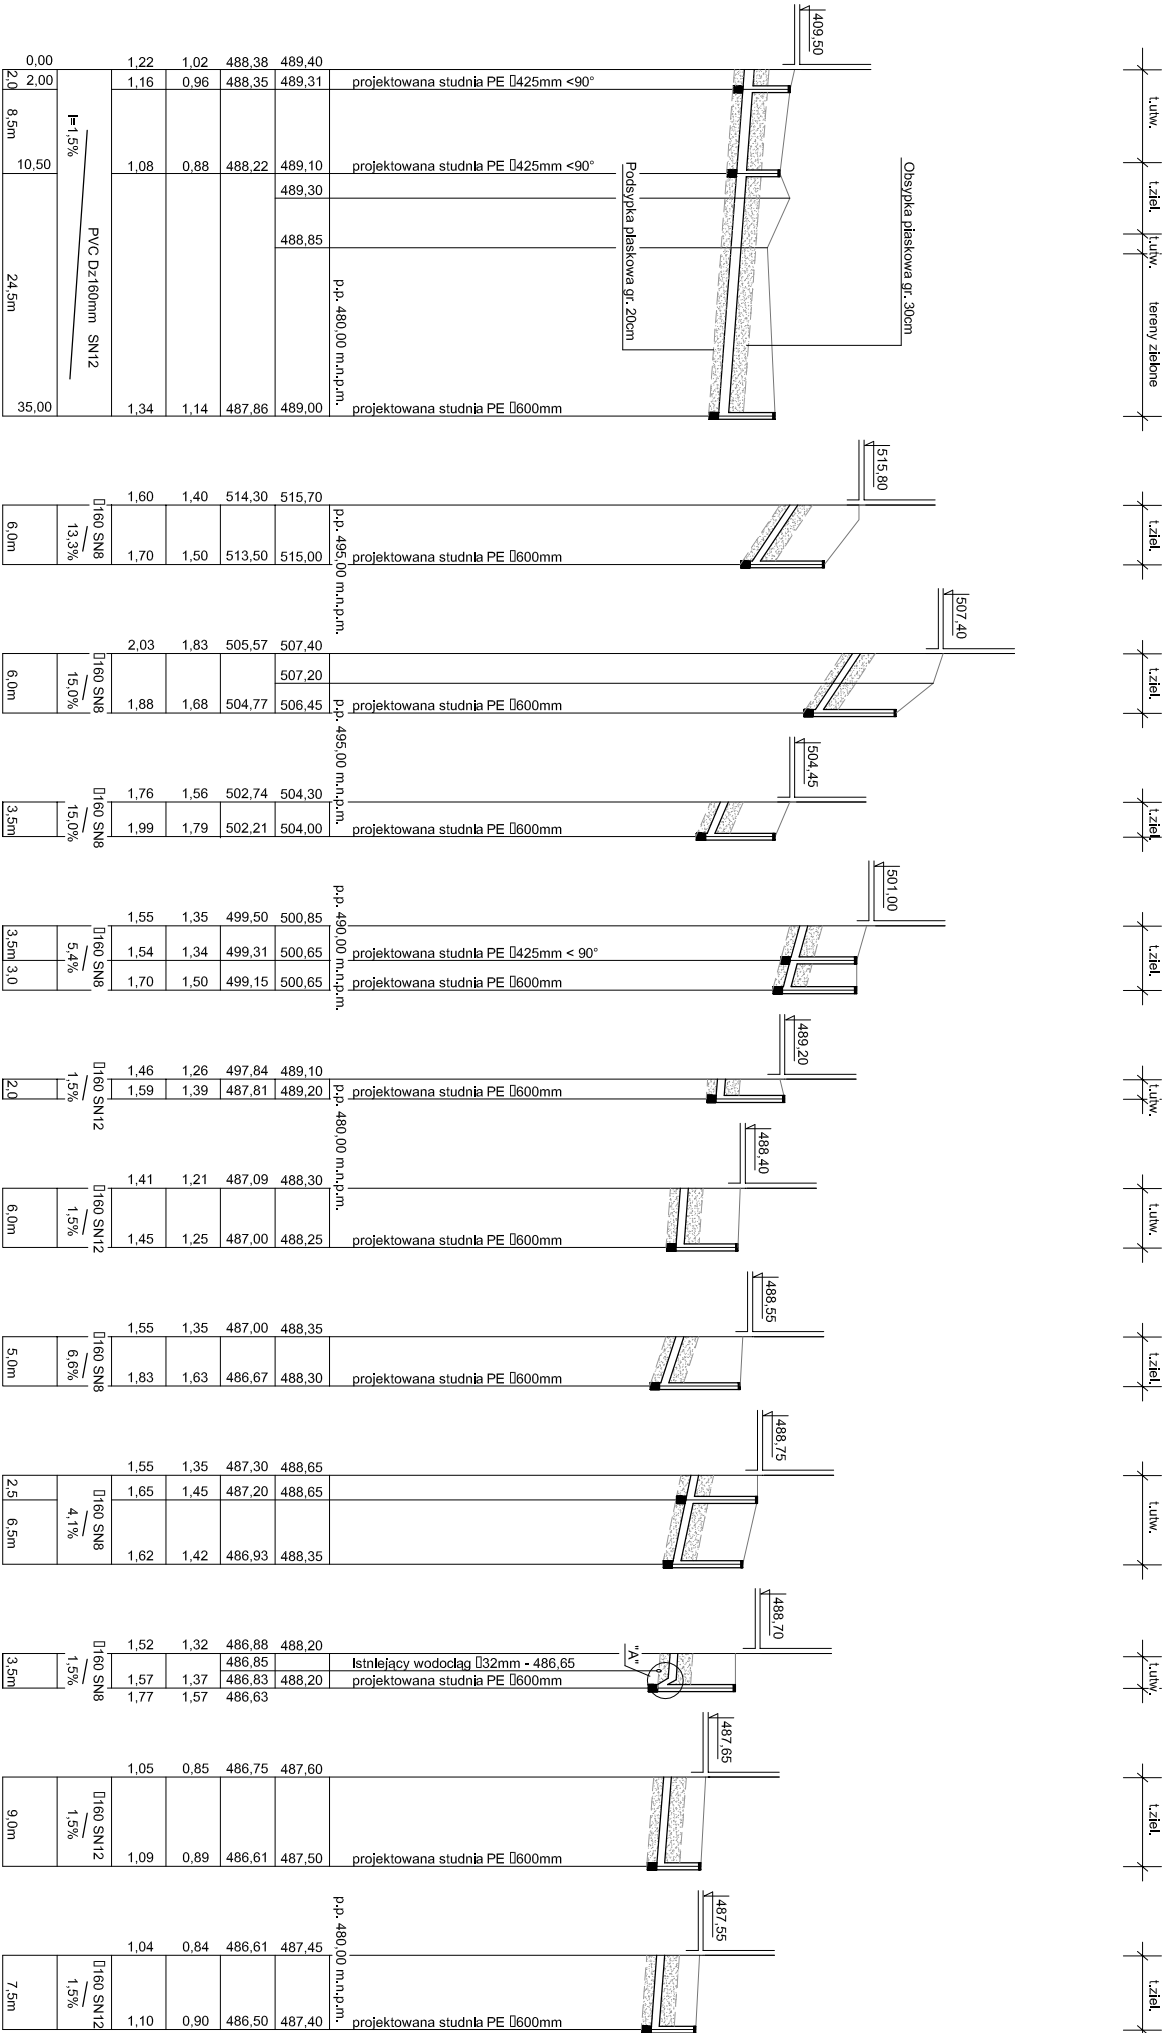 409,50
0,00 1,22 1,02 488,38 489,40
2,0 2,00 1,16 0,96 488,35 489,31 projektowana studnia PE ▯425mm <90°
8,5m
I=1,5%
10,50 1,08 0,88 488,22 489,10 projektowana studnia PE ▯425mm <90°
489,30
488,85
PVC Dz160mm SN12
24,5m
p.p. 480,00 m.n.p.m.
Podsypka piaskowa gr. 20cm
Obsypka piaskowa gr. 30cm
35,00 1,34 1,14 487,86 489,00 projektowana studnia PE ▯600mm
t.utw.
t.ziel.
t.utw.
tereny zielone
515,80
1,60 1,40 514,30 515,70
6,0m
▯160 SN8
13,3%
1,70 1,50 513,50 515,00 projektowana studnia PE ▯600mm
p.p. 495,00 m.n.p.m.
t.ziel.
507,40
2,03 1,83 505,57 507,40
507,20
6,0m
▯160 SN8
15,0%
1,88 1,68 504,77 506,45 projektowana studnia PE ▯600mm
p.p. 495,00 m.n.p.m.
t.ziel.
504,45
1,76 1,56 502,74 504,30
3,5m
▯160 SN8
15,0%
1,99 1,79 502,21 504,00 projektowana studnia PE ▯600mm
t.ziel.
501,00
1,55 1,35 499,50 500,85
3,5m 3,0
▯160 SN8
5,4%
1,54 1,34 499,31 500,65 projektowana studnia PE ▯425mm < 90°
1,70 1,50 499,15 500,65 projektowana studnia PE ▯600mm
p.p. 490,00 m.n.p.m.
t.ziel.
489,20
1,46 1,26 497,84 489,10
2,0
▯160 SN12
1,5%
1,59 1,39 487,81 489,20 projektowana studnia PE ▯600mm
p.p. 480,00 m.n.p.m.
t.utw.
488,40
1,41 1,21 487,09 488,30
6,0m
▯160 SN12
1,5%
1,45 1,25 487,00 488,25 projektowana studnia PE ▯600mm
t.utw.
488,55
1,55 1,35 487,00 488,35
5,0m
▯160 SN8
6,6%
1,83 1,63 486,67 488,30 projektowana studnia PE ▯600mm
t.ziel.
488,75
1,55 1,35 487,30 488,65
2,5
1,65 1,45 487,20 488,65
6,5m
▯160 SN8
4,1%
1,62 1,42 486,93 488,35
t.utw.
488,70
1,52 1,32 486,88 488,20
486,85 Istniejący wodociąg ▯32mm - 486,65
"A"
3,5m
▯160 SN8
1,5%
1,57 1,37 486,83 488,20 projektowana studnia PE ▯600mm
1,77 1,57 486,63
t.utw.
487,65
1,05 0,85 486,75 487,60
9,0m
▯160 SN12
1,5%
1,09 0,89 486,61 487,50 projektowana studnia PE ▯600mm
t.ziel.
487,55
1,04 0,84 486,61 487,45
7,5m
▯160 SN12
1,5%
1,10 0,90 486,50 487,40 projektowana studnia PE ▯600mm
p.p. 480,00 m.n.p.m.
t.ziel.